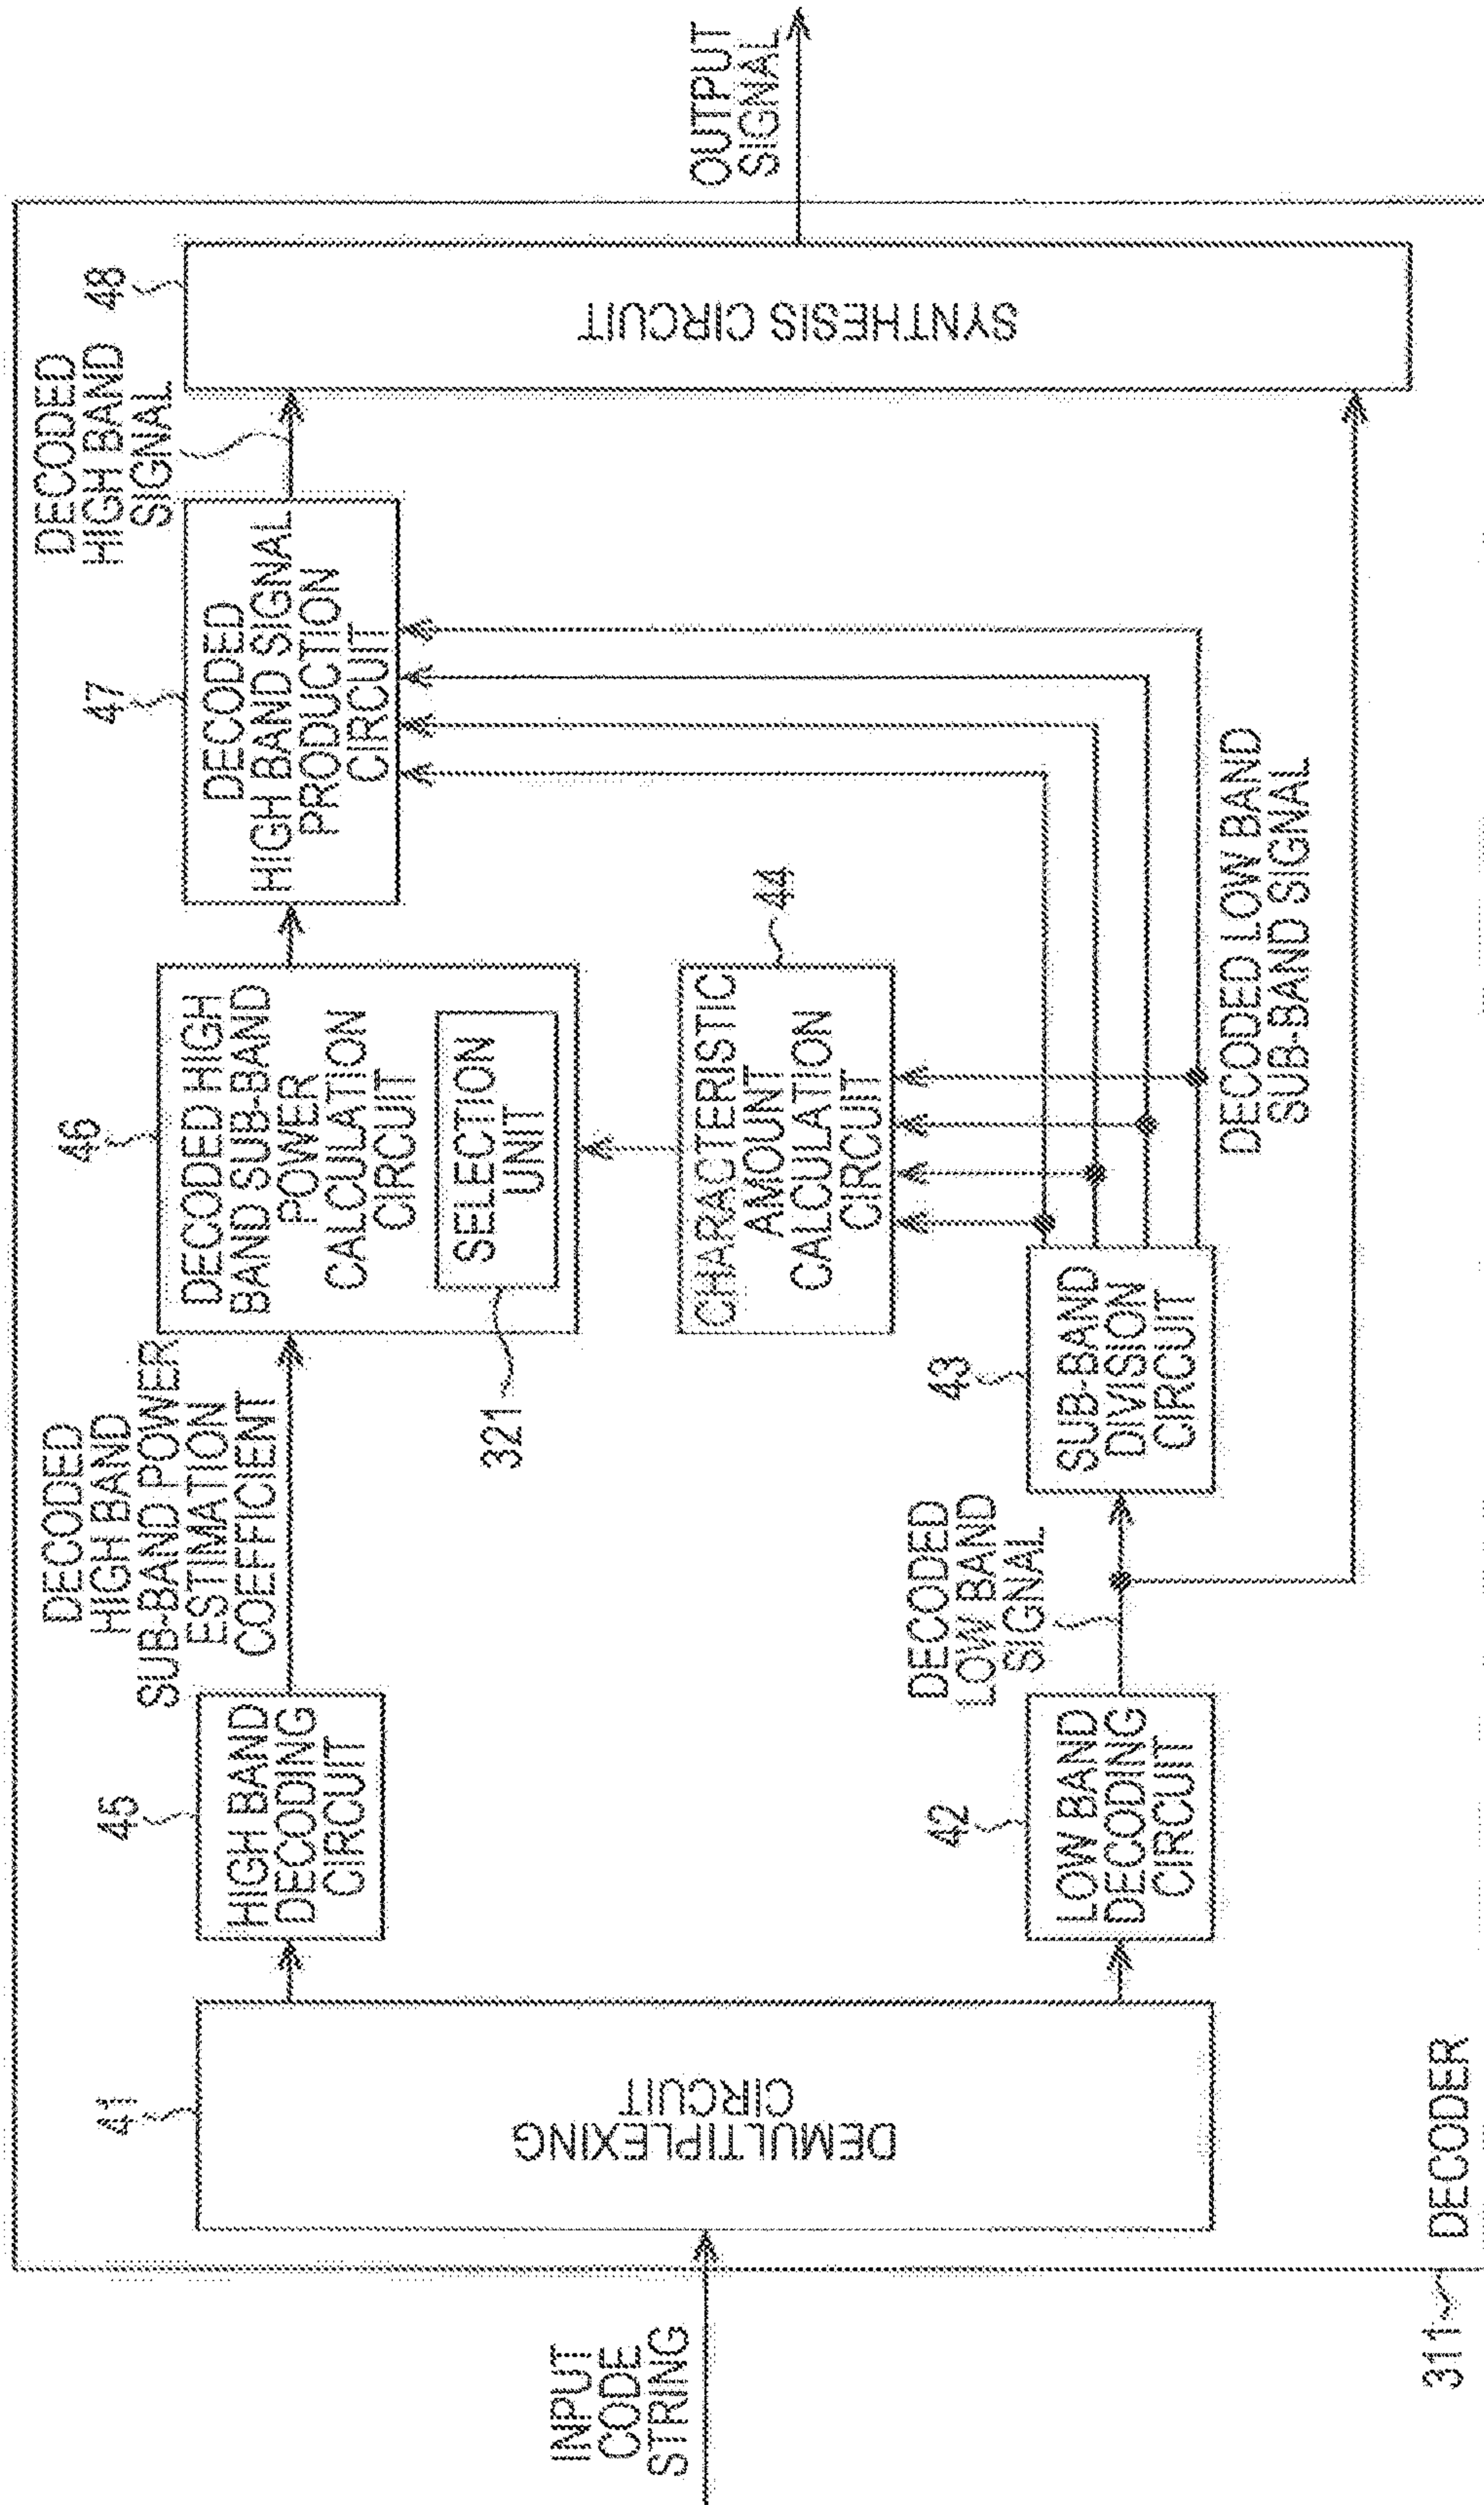 INPUT
CODE
STRING
311
DECODER
41
DEMULTIPLEXING
CIRCUIT
45
HIGH BAND
DECODING
CIRCUIT
DECODED
HIGH BAND
SUB-BAND POWER
ESTIMATION
COEFFICIENT
46
DECODED HIGH
BAND SUB-BAND
POWER
CALCULATION
CIRCUIT
SELECTION
UNIT
321
47
DECODED
HIGH BAND SIGNAL
PRODUCTION
CIRCUIT
DECODED
HIGH BAND
SIGNAL
48
SYNTHESIS CIRCUIT
OUTPUT
SIGNAL
42
LOW BAND
DECODING
CIRCUIT
DECODED
LOW BAND
SIGNAL
43
SUB-BAND
DIVISION
CIRCUIT
44
CHARACTERISTIC
AMOUNT
CALCULATION
CIRCUIT
DECODED LOW BAND
SUB-BAND SIGNAL